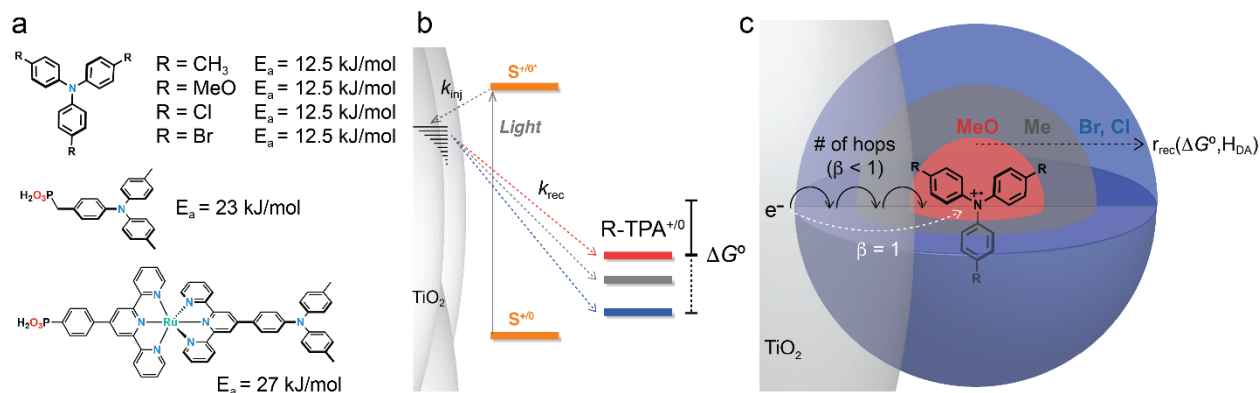 a
R
R
N
R
R = CH3 Ea = 12.5 kJ/mol
R = MeO Ea = 12.5 kJ/mol
R = Cl Ea = 12.5 kJ/mol
R = Br Ea = 12.5 kJ/mol
H2O3P
N
Ea = 23 kJ/mol
H2O3P
N
N
N
Ru
N
N
N
N
Ea = 27 kJ/mol
b
S+/0*
kinj
Light
krec
R-TPA+/0
ΔGº
TiO2
S+/0
c
MeO Me Br, Cl
# of hops
(β < 1)
rrec(ΔGº,HDA)
R
R
+•
N
e–
β = 1
R
TiO2